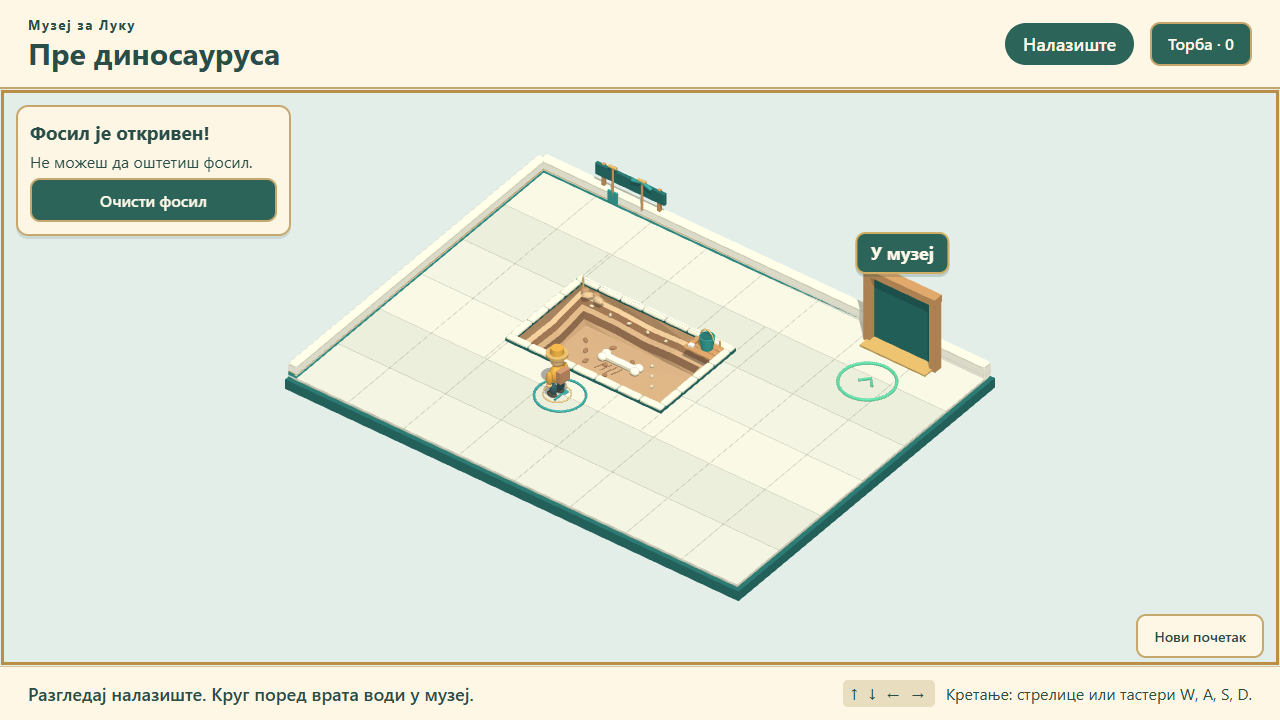 Музеј за Луку
Пре диносауруса
Налазиште
Торба · 0
Фосил је откривен!
Не можеш да оштетиш фосил.
Очисти фосил
У музеј
Нови почетак
Разгледај налазиште. Круг поред врата води у музеј.
↑ ↓ ← → Кретање: стрелице или тастери W, A, S, D.